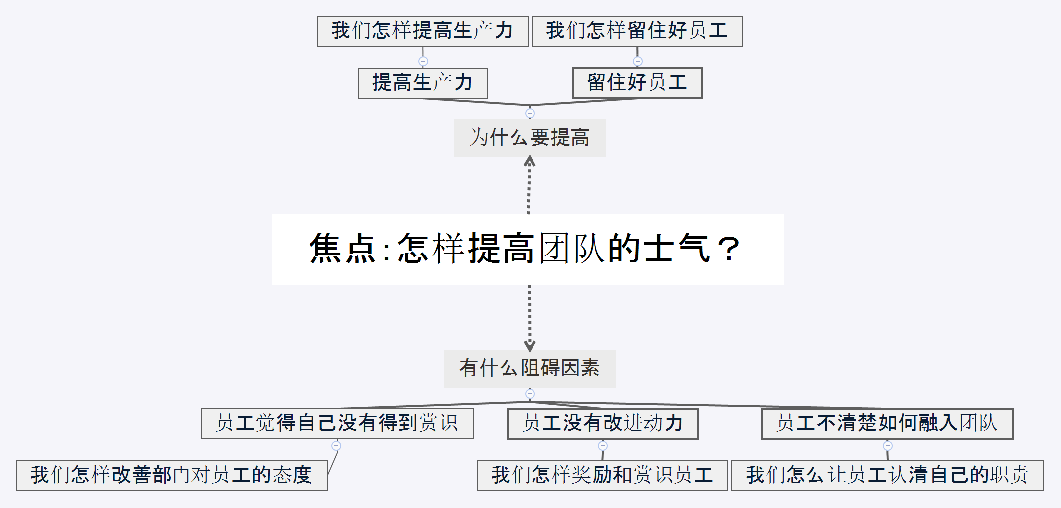 我们怎样提高生产力
我们怎样留住好员工
提高生产力
留住好员工
为什么要提高
焦点:怎样提高团队的士气？
有什么阻碍因素
员工觉得自己没有得到赏识
员工没有改进动力
员工不清楚如何融入团队
我们怎样改善部门对员工的态度
我们怎样奖励和赏识员工
我们怎么让员工认清自己的职责